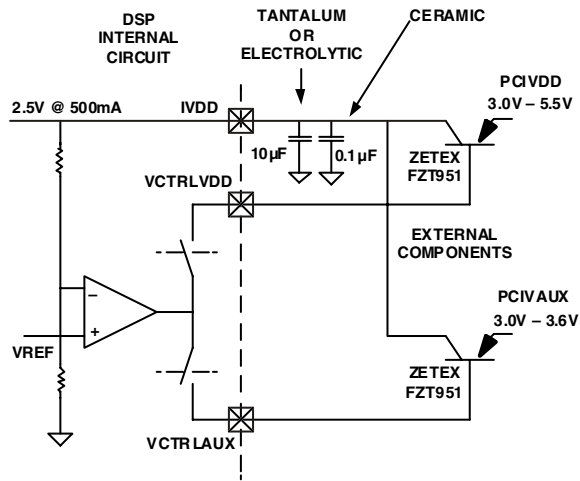 DSP
INTERNAL
CIRCUIT
TANTALUM
OR
ELECTROLYTIC
CERAMIC
2.5V @ 500mA
IVDD
PCIVDD
3.0V – 5.5V
10µF
0.1µF
ZETEX
FZT951
VCTRLVDD
EXTERNAL
COMPONENTS
PCIVAUX
3.0V – 3.6V
–
+
VREF
ZETEX
FZT951
VCTRLAUX